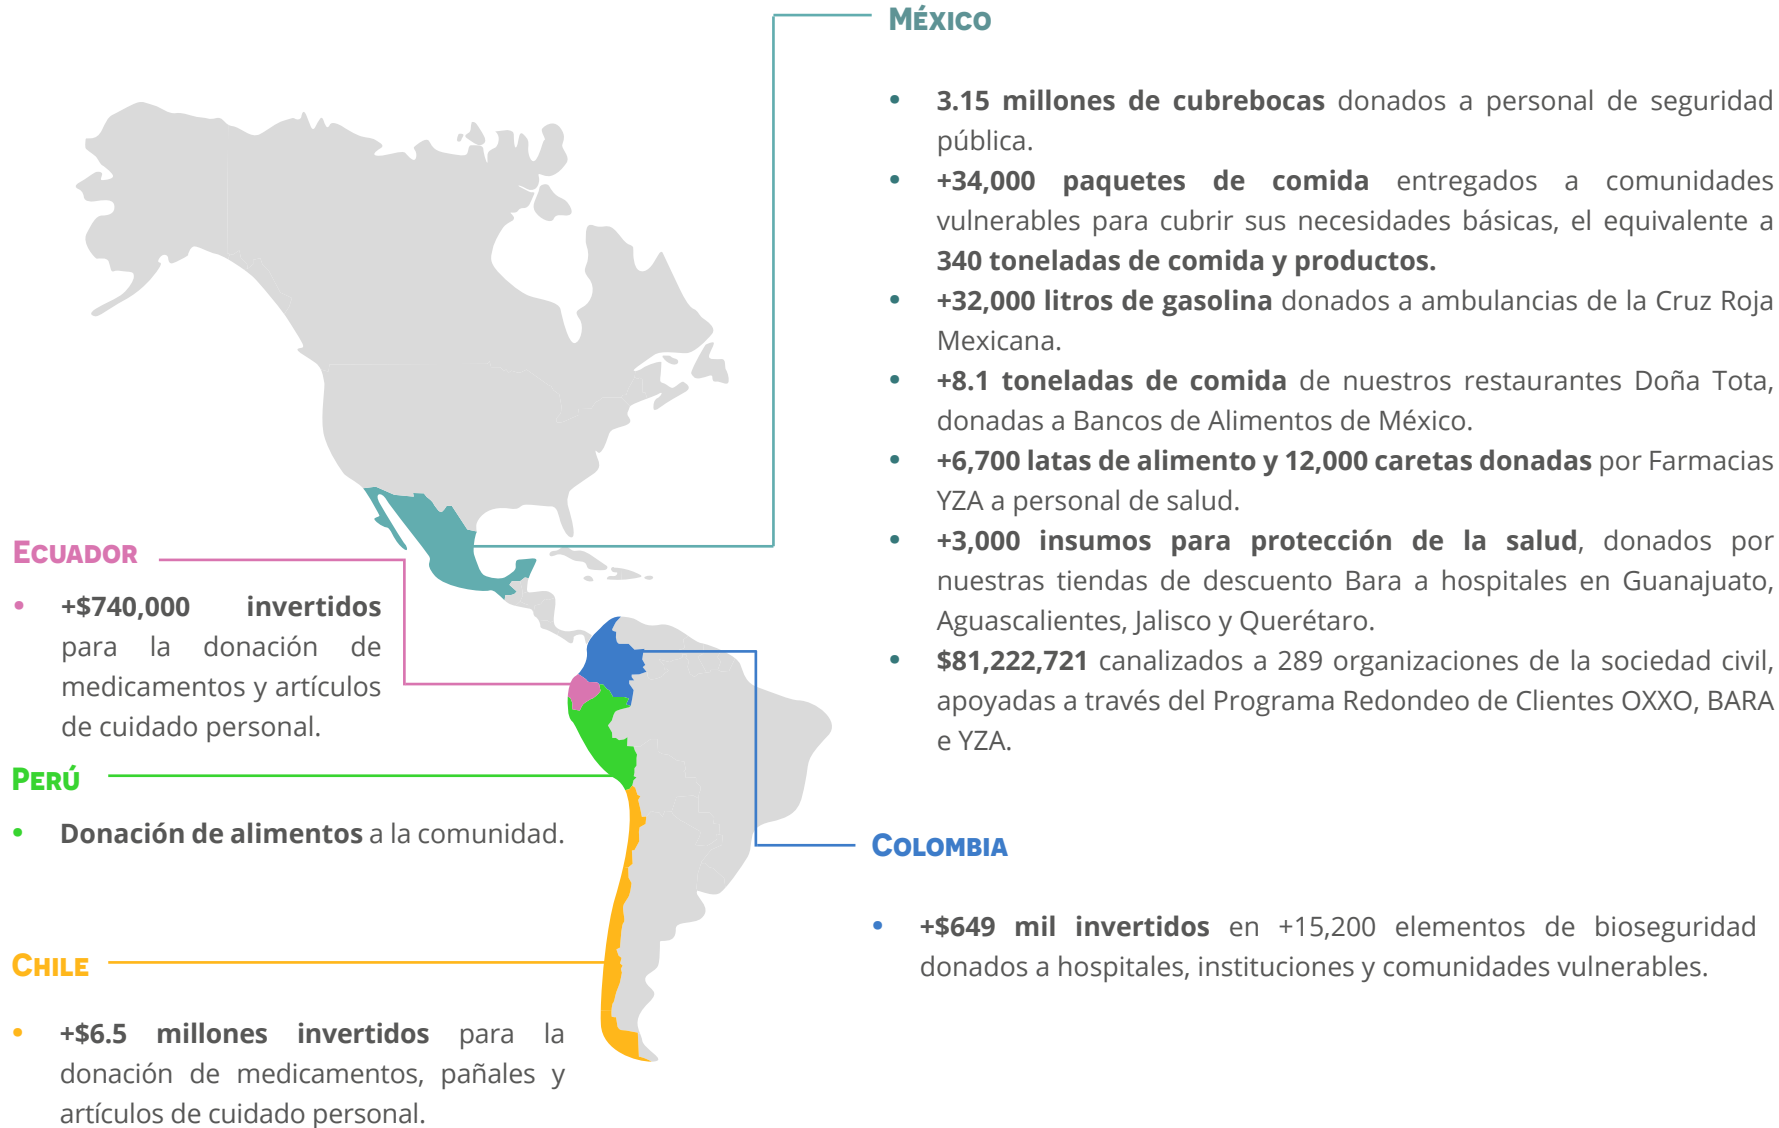 MÉXICO
• 3.15 millones de cubrebocas donados a personal de seguridad
pública.
• +34,000 paquetes de comida entregados a comunidades
vulnerables para cubrir sus necesidades básicas, el equivalente a
340 toneladas de comida y productos.
• +32,000 litros de gasolina donados a ambulancias de la Cruz Roja
Mexicana.
• +8.1 toneladas de comida de nuestros restaurantes Doña Tota,
donadas a Bancos de Alimentos de México.
• +6,700 latas de alimento y 12,000 caretas donadas por Farmacias
YZA a personal de salud.
• +3,000 insumos para protección de la salud, donados por
nuestras tiendas de descuento Bara a hospitales en Guanajuato,
Aguascalientes, Jalisco y Querétaro.
• $81,222,721 canalizados a 289 organizaciones de la sociedad civil,
apoyadas a través del Programa Redondeo de Clientes OXXO, BARA
e YZA.
ECUADOR
• +$740,000 invertidos
para la donación de
medicamentos y artículos
de cuidado personal.
PERÚ
• Donación de alimentos a la comunidad.
CHILE
• +$6.5 millones invertidos para la
donación de medicamentos, pañales y
artículos de cuidado personal.
COLOMBIA
• +$649 mil invertidos en +15,200 elementos de bioseguridad
donados a hospitales, instituciones y comunidades vulnerables.